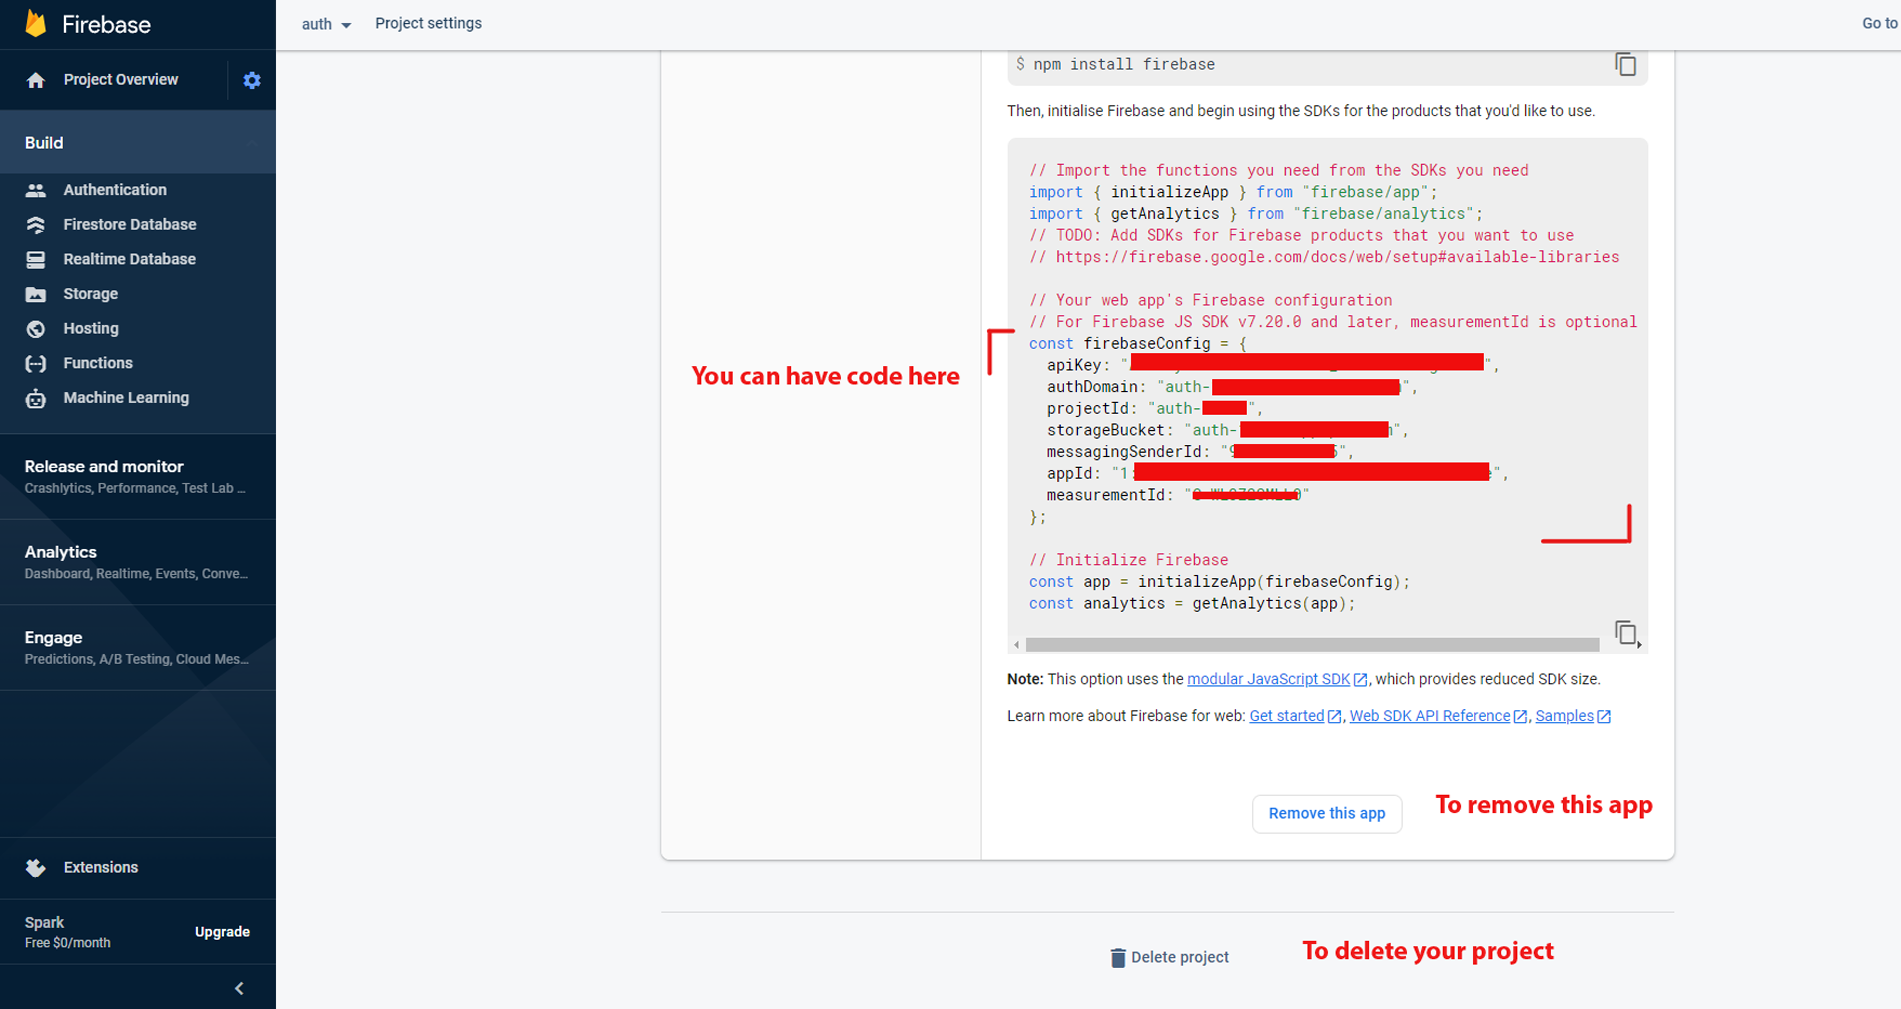 Firebase
auth
Project settings
Go to
Project Overview
Build
Authentication
Firestore Database
Realtime Database
Storage
Hosting
Functions
Machine Learning
Release and monitor
Crashlytics, Performance, Test Lab ...
Analytics
Dashboard, Realtime, Events, Conve...
Engage
Predictions, A/B Testing, Cloud Mes...
Extensions
Spark
Free $0/month
Upgrade
$ npm install firebase
Then, initialise Firebase and begin using the SDKs for the products that you'd like to use.
// Import the functions you need from the SDKs you need
import { initializeApp } from "firebase/app";
import { getAnalytics } from "firebase/analytics";
// TODO: Add SDKs for Firebase products that you want to use
// https://firebase.google.com/docs/web/setup#available-libraries
// Your web app's Firebase configuration
// For Firebase JS SDK v7.20.0 and later, measurementId is optional
const firebaseConfig = {
apiKey: "",
authDomain: "auth-",
projectId: "auth-",
storageBucket: "auth-",
messagingSenderId: "",
appId: "1:",
measurementId: ""
};
// Initialize Firebase
const app = initializeApp(firebaseConfig);
const analytics = getAnalytics(app);
You can have code here
Note: This option uses the modular JavaScript SDK, which provides reduced SDK size.
Learn more about Firebase for web: Get started, Web SDK API Reference, Samples
Remove this app
To remove this app
Delete project
To delete your project